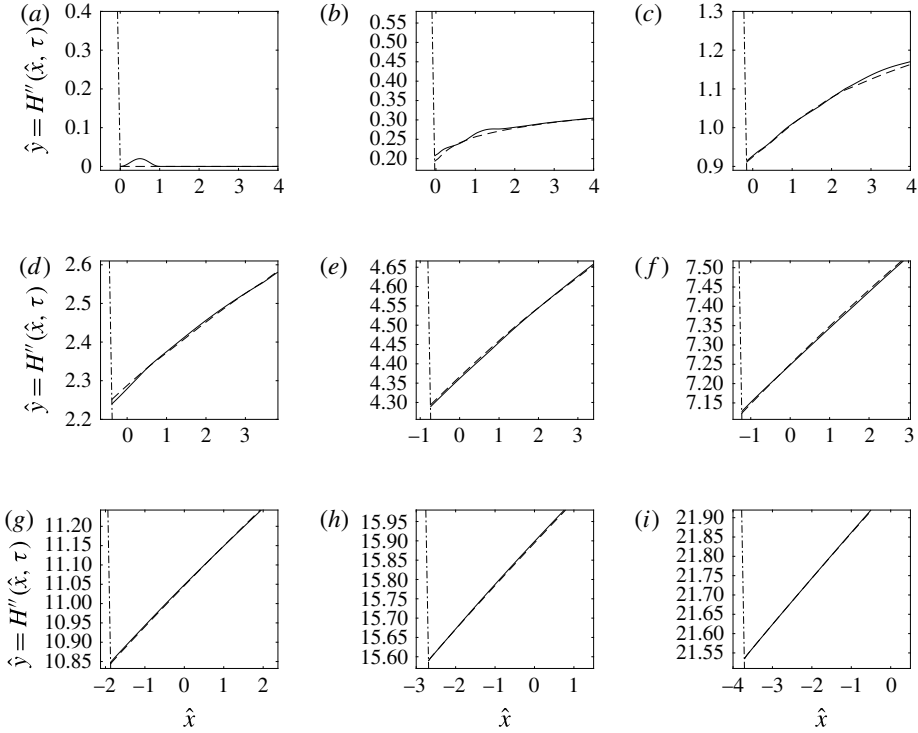 (a) (b) (c)
ŷ = H″(x̂, τ)
0.4 0.3 0.2 0.1 0
0 1 2 3 4
0.55 0.50 0.45 0.40 0.35 0.30 0.25 0.20
0 1 2 3 4
1.3 1.2 1.1 1.0 0.9
0 1 2 3 4
(d) (e) (f)
ŷ = H″(x̂, τ)
2.6 2.5 2.4 2.3 2.2
0 1 2 3
4.65 4.60 4.55 4.50 4.45 4.40 4.35 4.30
−1 0 1 2 3
7.50 7.45 7.40 7.35 7.30 7.25 7.20 7.15
−1 0 1 2 3
(g) (h) (i)
ŷ = H″(x̂, τ)
11.20 11.15 11.10 11.05 11.00 10.95 10.90 10.85
−2 −1 0 1 2
15.95 15.90 15.85 15.80 15.75 15.70 15.65 15.60
−3 −2 −1 0 1
21.90 21.85 21.80 21.75 21.70 21.65 21.60 21.55
−4 −3 −2 −1 0
x̂ x̂ x̂